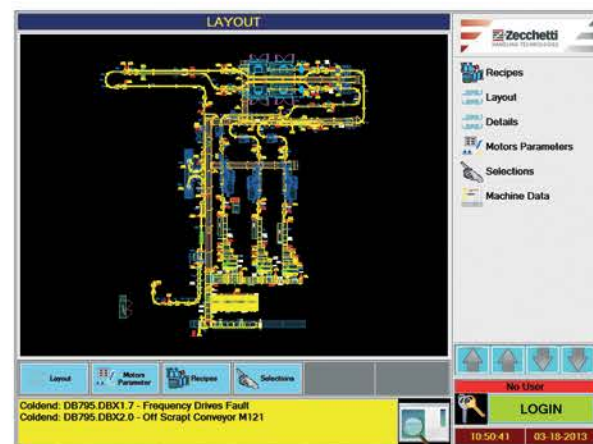 LAYOUT
Zecchetti
HANDLING TECHNOLOGIES
Recipes
Layout
Details
Motors Parameters
Selections
Machine Data
Layout
Motors
Parameter
Recipes
Selections
No User
LOGIN
Coldend: DB795.DBX1.7 - Frequency Drives Fault
Coldend: DB795.DBX2.0 - Off Scrapt Conveyor M121
10:50:41
03-18-2013